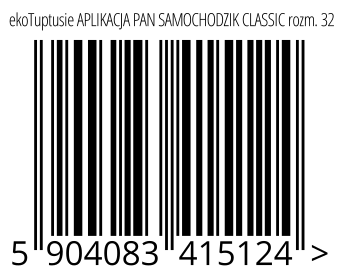 ekoTuptusie APLIKACJA PAN SAMOCHODZIK CLASSIC rozm. 32
5 904083 415124 >